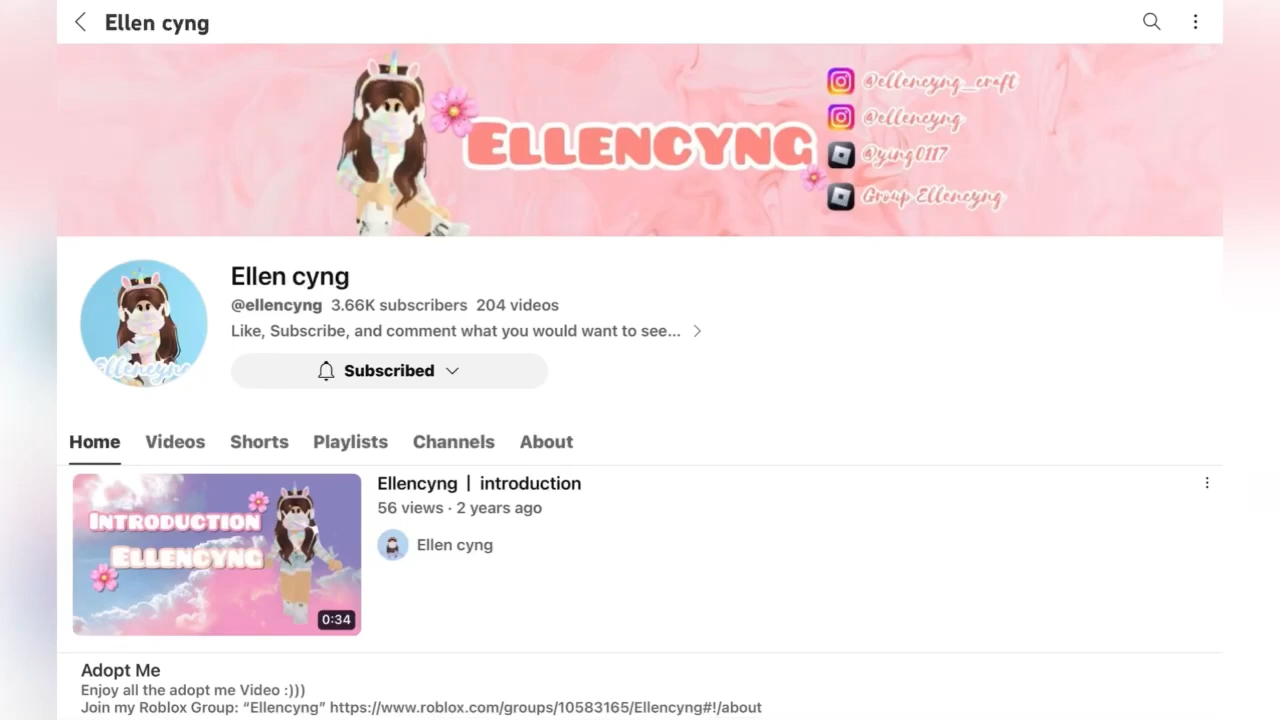 Ellen cyng
ELLENCYNG
@ellencyng_craft
@ellencyng
@ying0117
Group Ellencyng
Ellencyng
Ellen cyng
@ellencyng 3.66K subscribers 204 videos
Like, Subscribe, and comment what you would want to see...
Subscribed
Home Videos Shorts Playlists Channels About
INTRODUCTION
ELLENCYNG
0:34
Ellencyng | introduction
56 views · 2 years ago
Ellen cyng
Adopt Me
Enjoy all the adopt me Video :)))
Join my Roblox Group: “Ellencyng” https://www.roblox.com/groups/10583165/Ellencyng#!/about